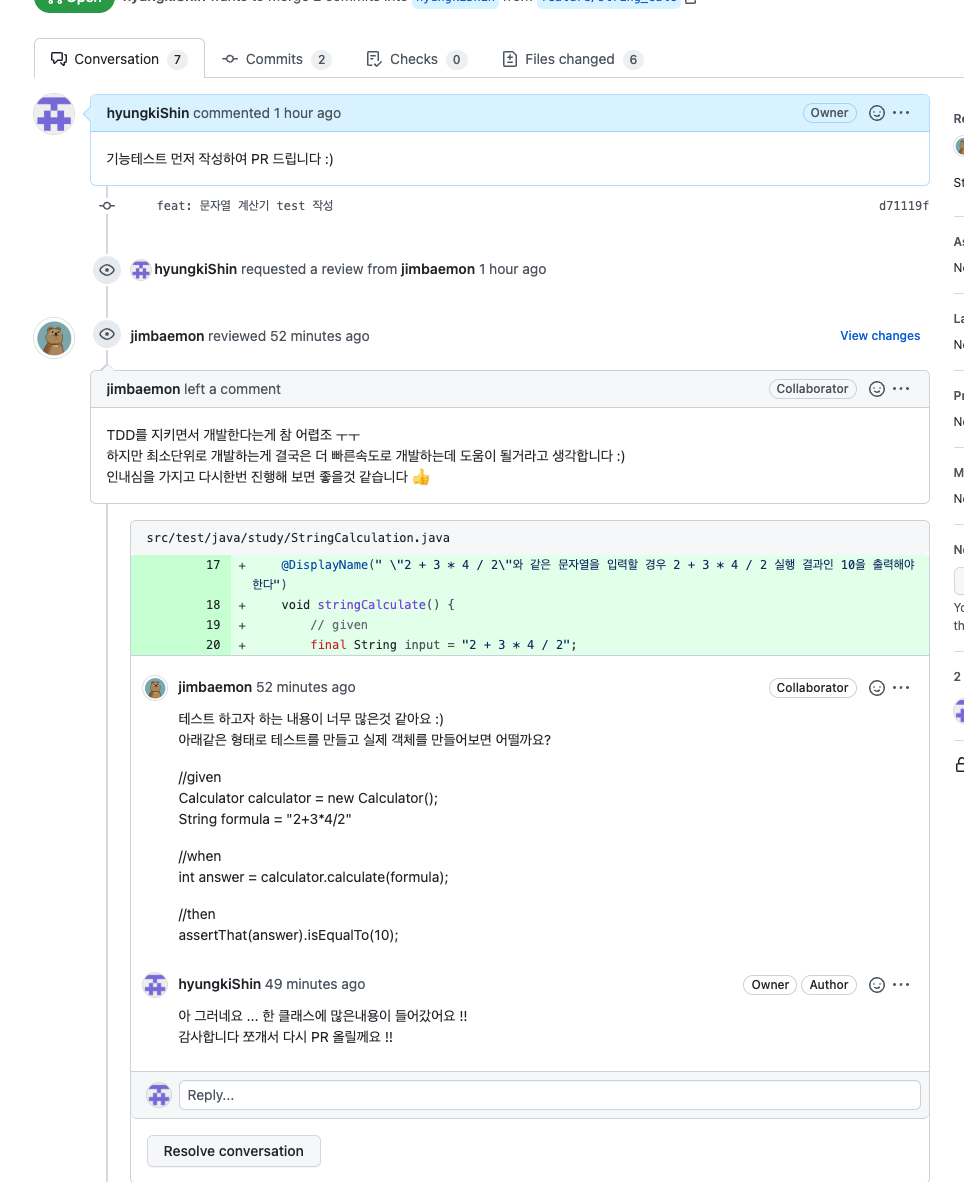 Conversation 7 Commits 2 Checks 0 Files changed 6
hyungkiShin commented 1 hour ago Owner
기능테스트 먼저 작성하여 PR 드립니다 :)
feat: 문자열 계산기 test 작성 d71119f
hyungkiShin requested a review from jimbaemon 1 hour ago
jimbaemon reviewed 52 minutes ago View changes
jimbaemon left a comment Collaborator
TDD를 지키면서 개발한다는게 참 어렵조 ㅜㅜ
하지만 최소단위로 개발하는게 결국은 더 빠른속도로 개발하는데 도움이 될거라고 생각합니다 :)
인내심을 가지고 다시한번 진행해 보면 좋을것 같습니다 👍
src/test/java/study/StringCalculation.java
17 + @DisplayName(" \"2 + 3 * 4 / 2\"와 같은 문자열을 입력할 경우 2 + 3 * 4 / 2 실행 결과인 10을 출력해야
한다")
18 + void stringCalculate() {
19 + // given
20 + final String input = "2 + 3 * 4 / 2";
jimbaemon 52 minutes ago Collaborator
테스트 하고자 하는 내용이 너무 많은것 같아요 :)
아래같은 형태로 테스트를 만들고 실제 객체를 만들어보면 어떨까요?
//given
Calculator calculator = new Calculator();
String formula = "2+3*4/2"
//when
int answer = calculator.calculate(formula);
//then
assertThat(answer).isEqualTo(10);
hyungkiShin 49 minutes ago Owner Author
아 그러네요 ... 한 클래스에 많은내용이 들어갔어요 !!
감사합니다 쪼개서 다시 PR 올릴께요 !!
Reply...
Resolve conversation